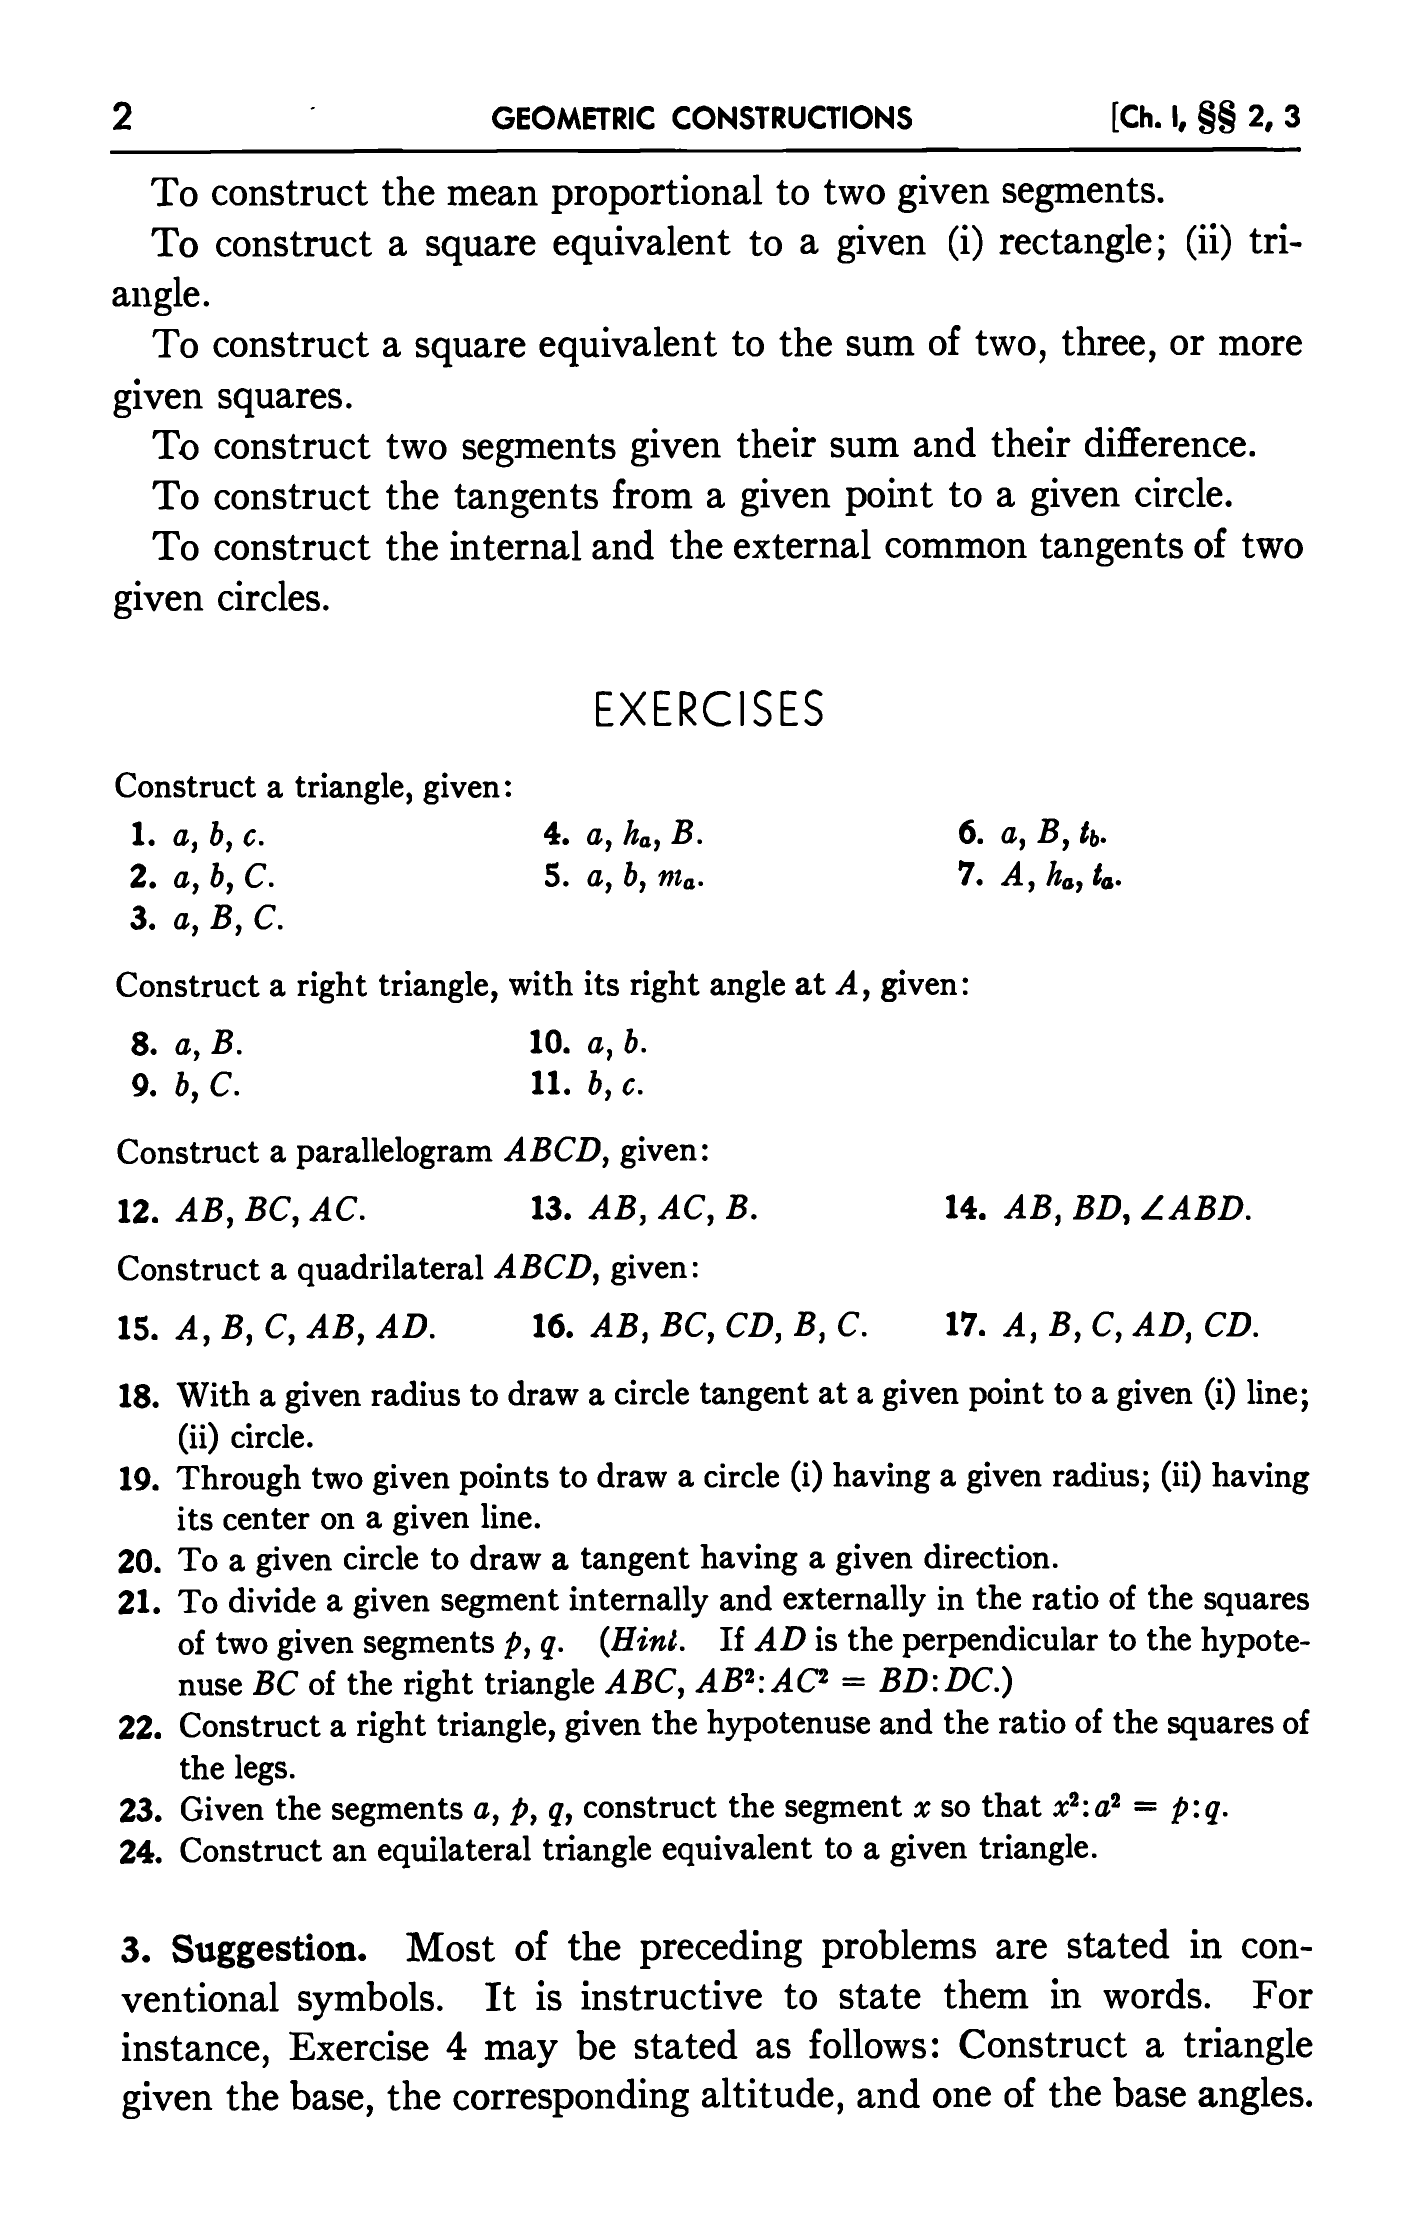 2 GEOMETRIC CONSTRUCTIONS [Ch. I, §§ 2, 3
To construct the mean proportional to two given segments.
To construct a square equivalent to a given (i) rectangle; (ii) tri-
angle.
To construct a square equivalent to the sum of two, three, or more
given squares.
To construct two segments given their sum and their difference.
To construct the tangents from a given point to a given circle.
To construct the internal and the external common tangents of two
given circles.
EXERCISES
Construct a triangle, given:
1. a, b, c. 4. a, hₐ, B. 6. a, B, t_b.
2. a, b, C. 5. a, b, mₐ. 7. A, hₐ, tₐ.
3. a, B, C.
Construct a right triangle, with its right angle at A, given:
8. a, B. 10. a, b.
9. b, C. 11. b, c.
Construct a parallelogram ABCD, given:
12. AB, BC, AC. 13. AB, AC, B. 14. AB, BD, ∠ABD.
Construct a quadrilateral ABCD, given:
15. A, B, C, AB, AD. 16. AB, BC, CD, B, C. 17. A, B, C, AD, CD.
18. With a given radius to draw a circle tangent at a given point to a given (i) line;
(ii) circle.
19. Through two given points to draw a circle (i) having a given radius; (ii) having
its center on a given line.
20. To a given circle to draw a tangent having a given direction.
21. To divide a given segment internally and externally in the ratio of the squares
of two given segments p, q. (Hint. If AD is the perpendicular to the hypote-
nuse BC of the right triangle ABC, AB²:AC² = BD:DC.)
22. Construct a right triangle, given the hypotenuse and the ratio of the squares of
the legs.
23. Given the segments a, p, q, construct the segment x so that x²:a² = p:q.
24. Construct an equilateral triangle equivalent to a given triangle.
3. Suggestion. Most of the preceding problems are stated in con-
ventional symbols. It is instructive to state them in words. For
instance, Exercise 4 may be stated as follows: Construct a triangle
given the base, the corresponding altitude, and one of the base angles.